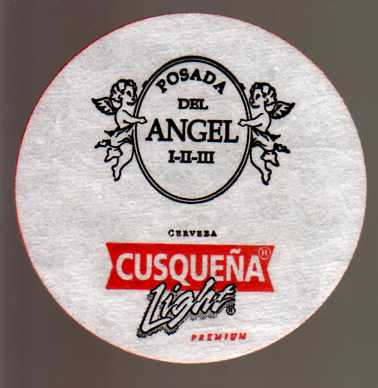 POSADA
DEL
ANGEL
I-II-III
CERVEZA
CUSQUEÑA®
Light®
PREMIUM